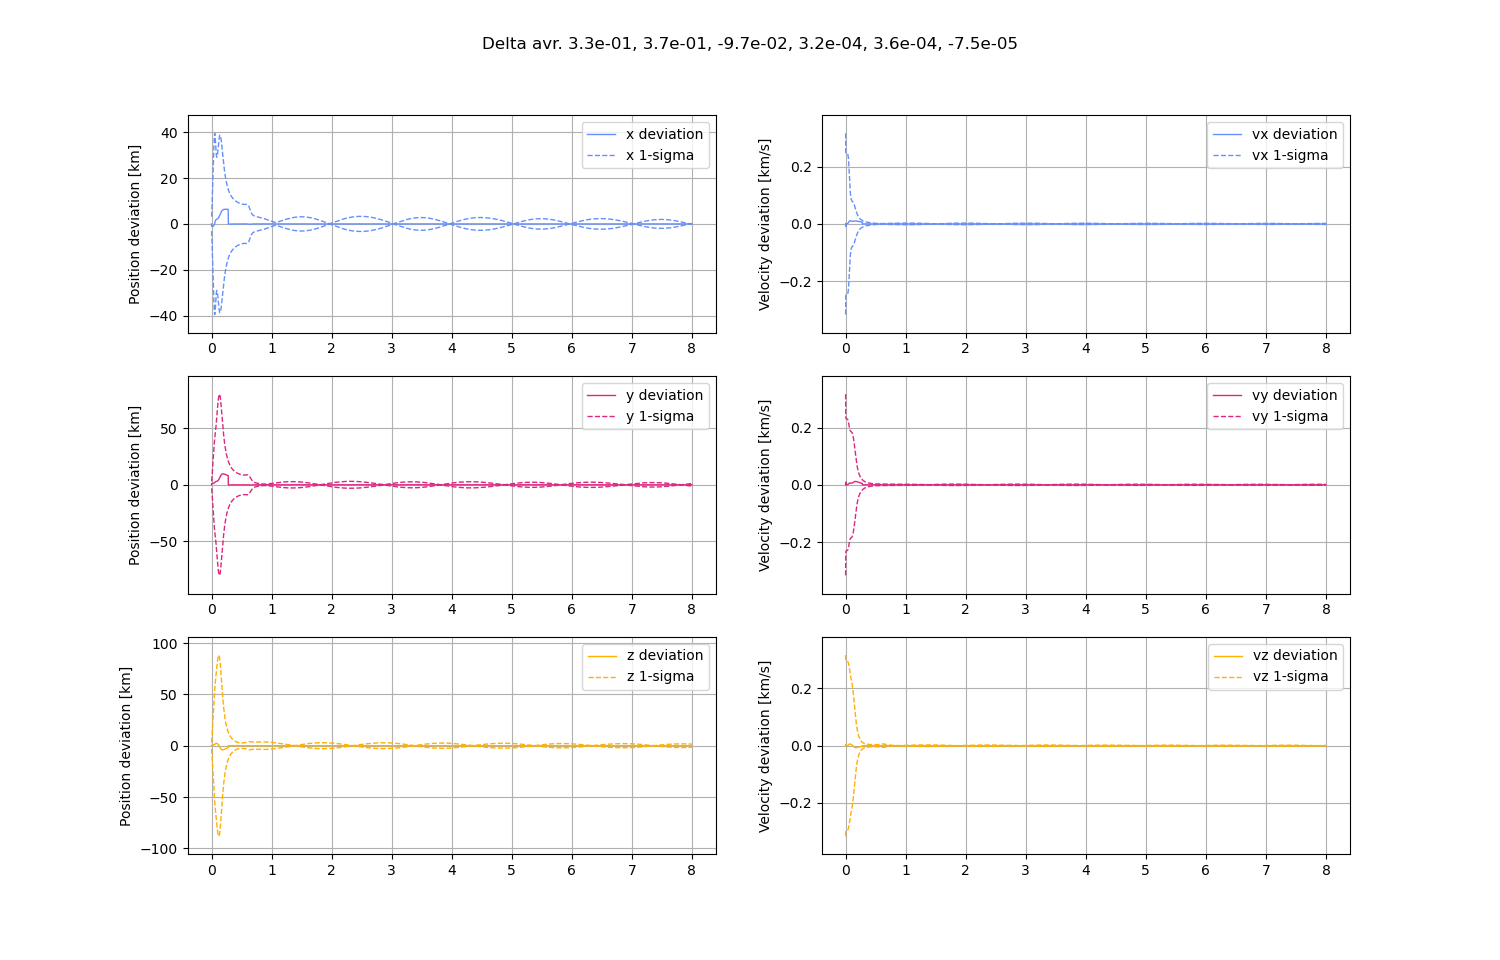 Delta avr. 3.3e-01, 3.7e-01, -9.7e-02, 3.2e-04, 3.6e-04, -7.5e-05
Position deviation [km]
40
20
0
−20
−40
x deviation
x 1-sigma
0 1 2 3 4 5 6 7 8
Velocity deviation [km/s]
0.2
0.0
−0.2
vx deviation
vx 1-sigma
0 1 2 3 4 5 6 7 8
Position deviation [km]
50
0
−50
y deviation
y 1-sigma
0 1 2 3 4 5 6 7 8
Velocity deviation [km/s]
0.2
0.0
−0.2
vy deviation
vy 1-sigma
0 1 2 3 4 5 6 7 8
Position deviation [km]
100
50
0
−50
−100
z deviation
z 1-sigma
0 1 2 3 4 5 6 7 8
Velocity deviation [km/s]
0.2
0.0
−0.2
vz deviation
vz 1-sigma
0 1 2 3 4 5 6 7 8